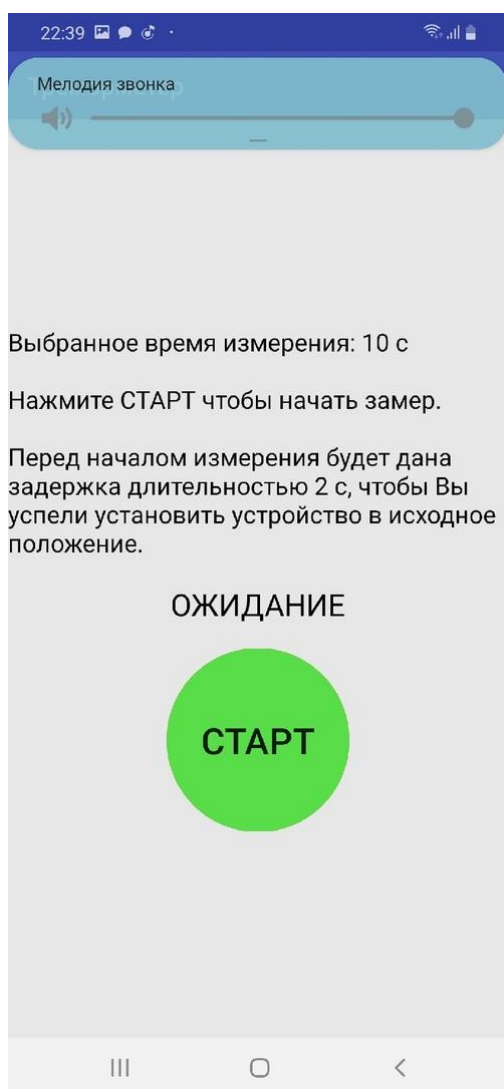 22:39
Мелодия звонка
Выбранное время измерения: 10 с
Нажмите СТАРТ чтобы начать замер.
Перед началом измерения будет дана
задержка длительностью 2 с, чтобы Вы
успели установить устройство в исходное
положение.
ОЖИДАНИЕ
СТАРТ